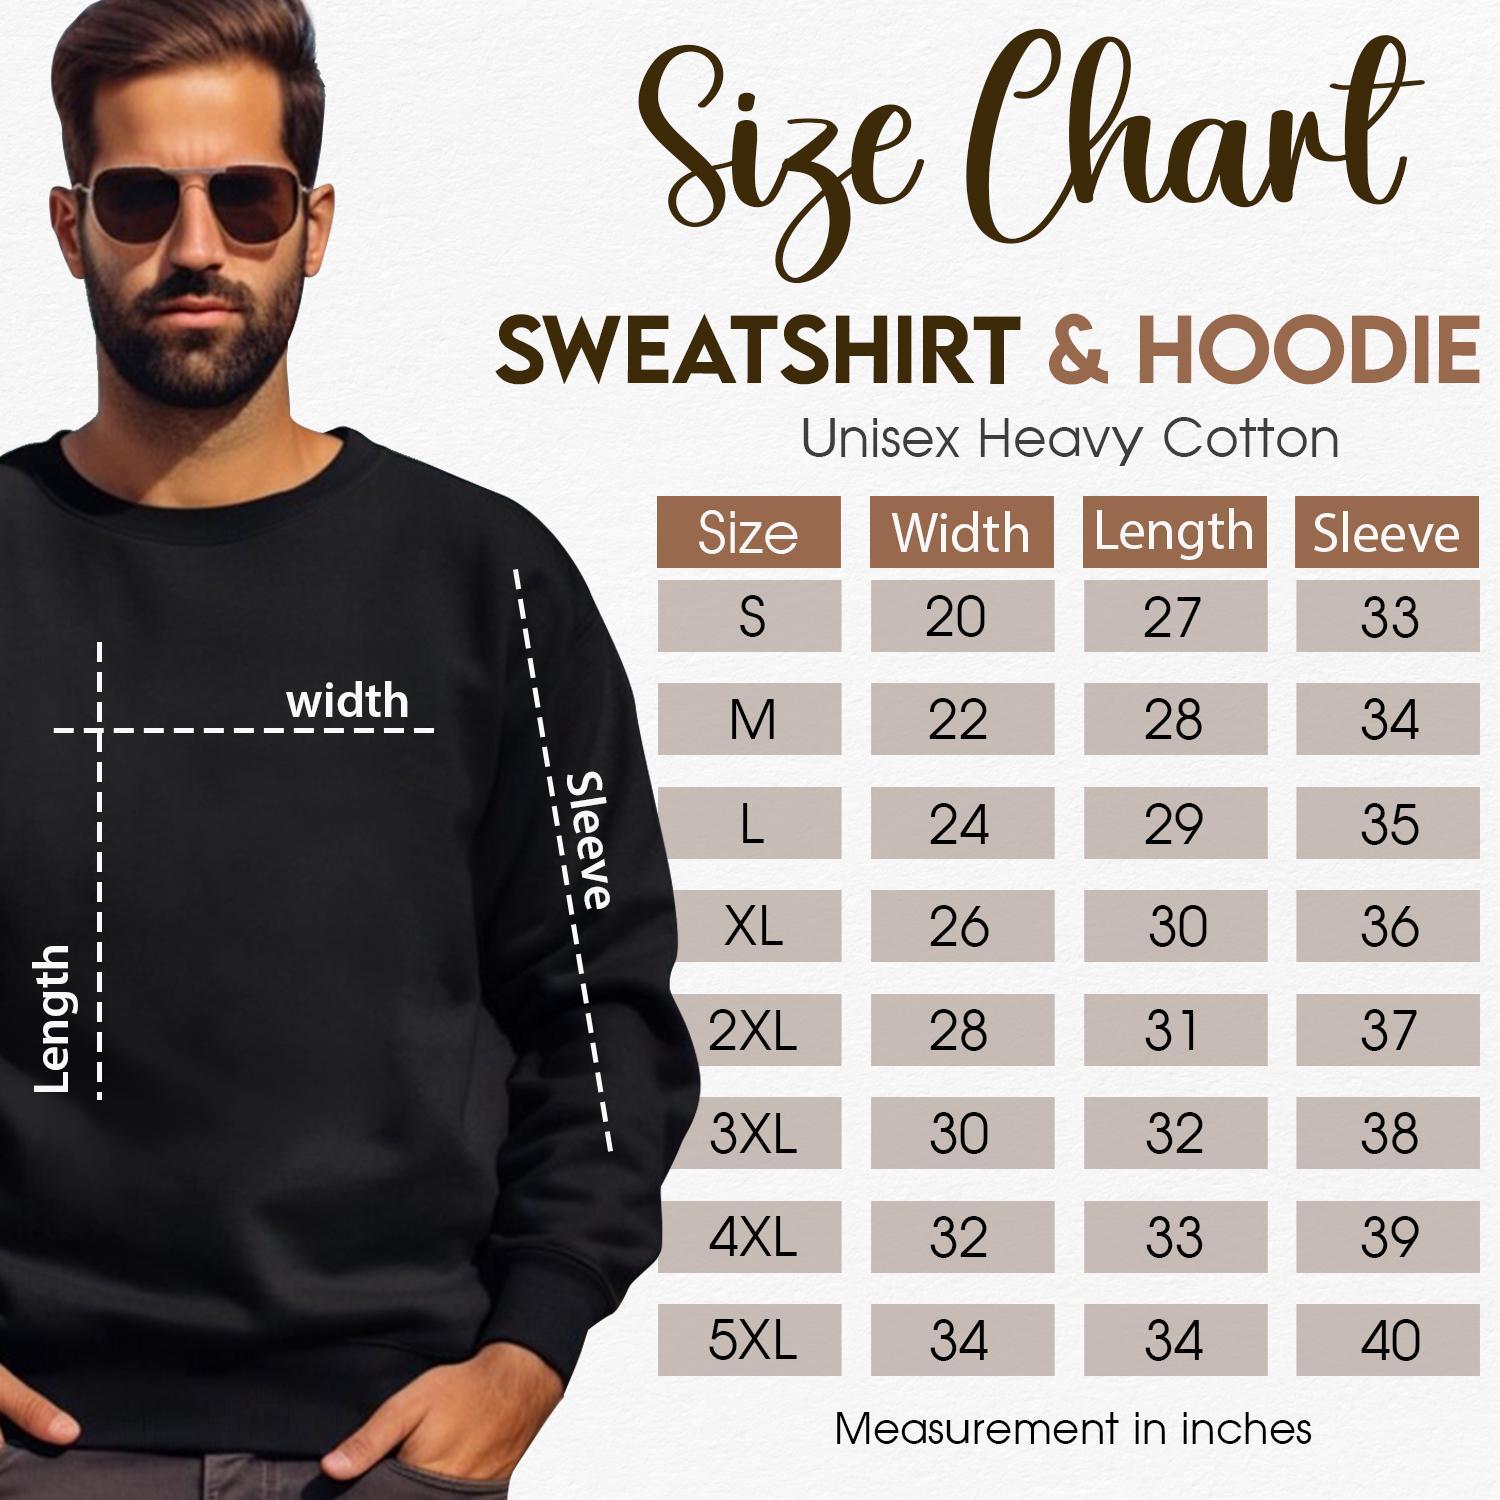 Size Chart
SWEATSHIRT & HOODIE
Unisex Heavy Cotton
Size Width Length Sleeve
S 20 27 33
M 22 28 34
L 24 29 35
XL 26 30 36
2XL 28 31 37
3XL 30 32 38
4XL 32 33 39
5XL 34 34 40
Measurement in inches
width
Sleeve
Length